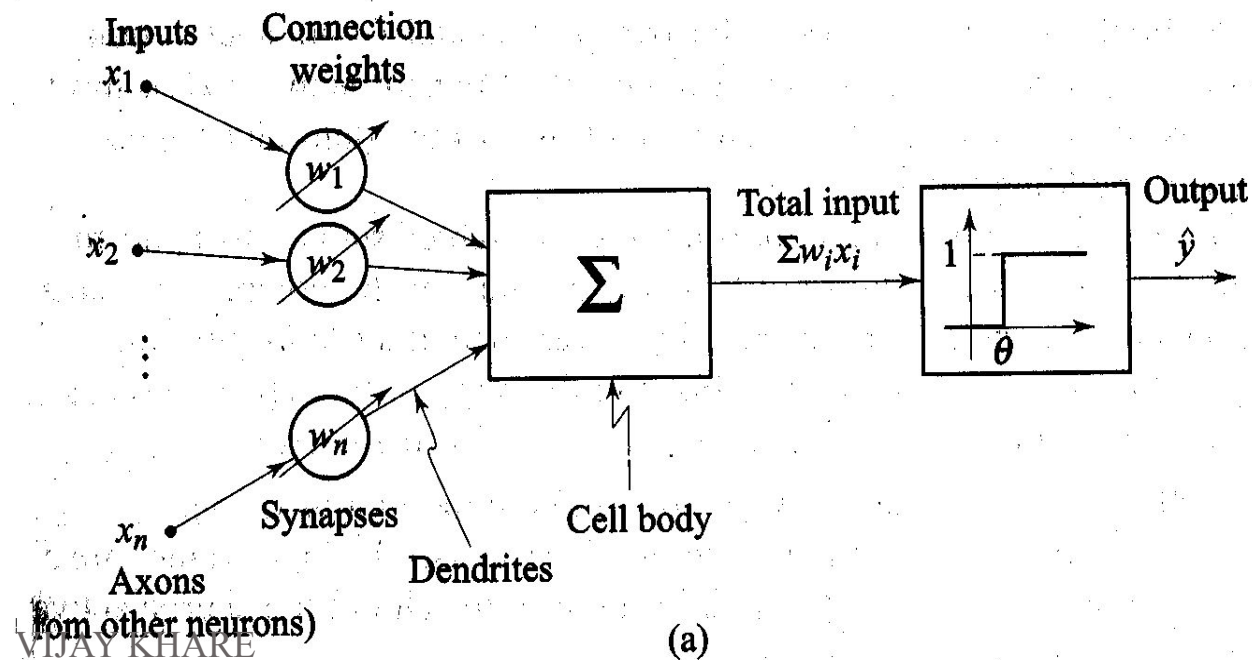 Inputs
Connection
weights
x1
w1
x2
w2
⋮
wn
xn
Σ
Total input
Σwixi
1
θ
Output
ŷ
Synapses
Dendrites
Cell body
Axons
from other neurons)
VIJAY KHARE
(a)